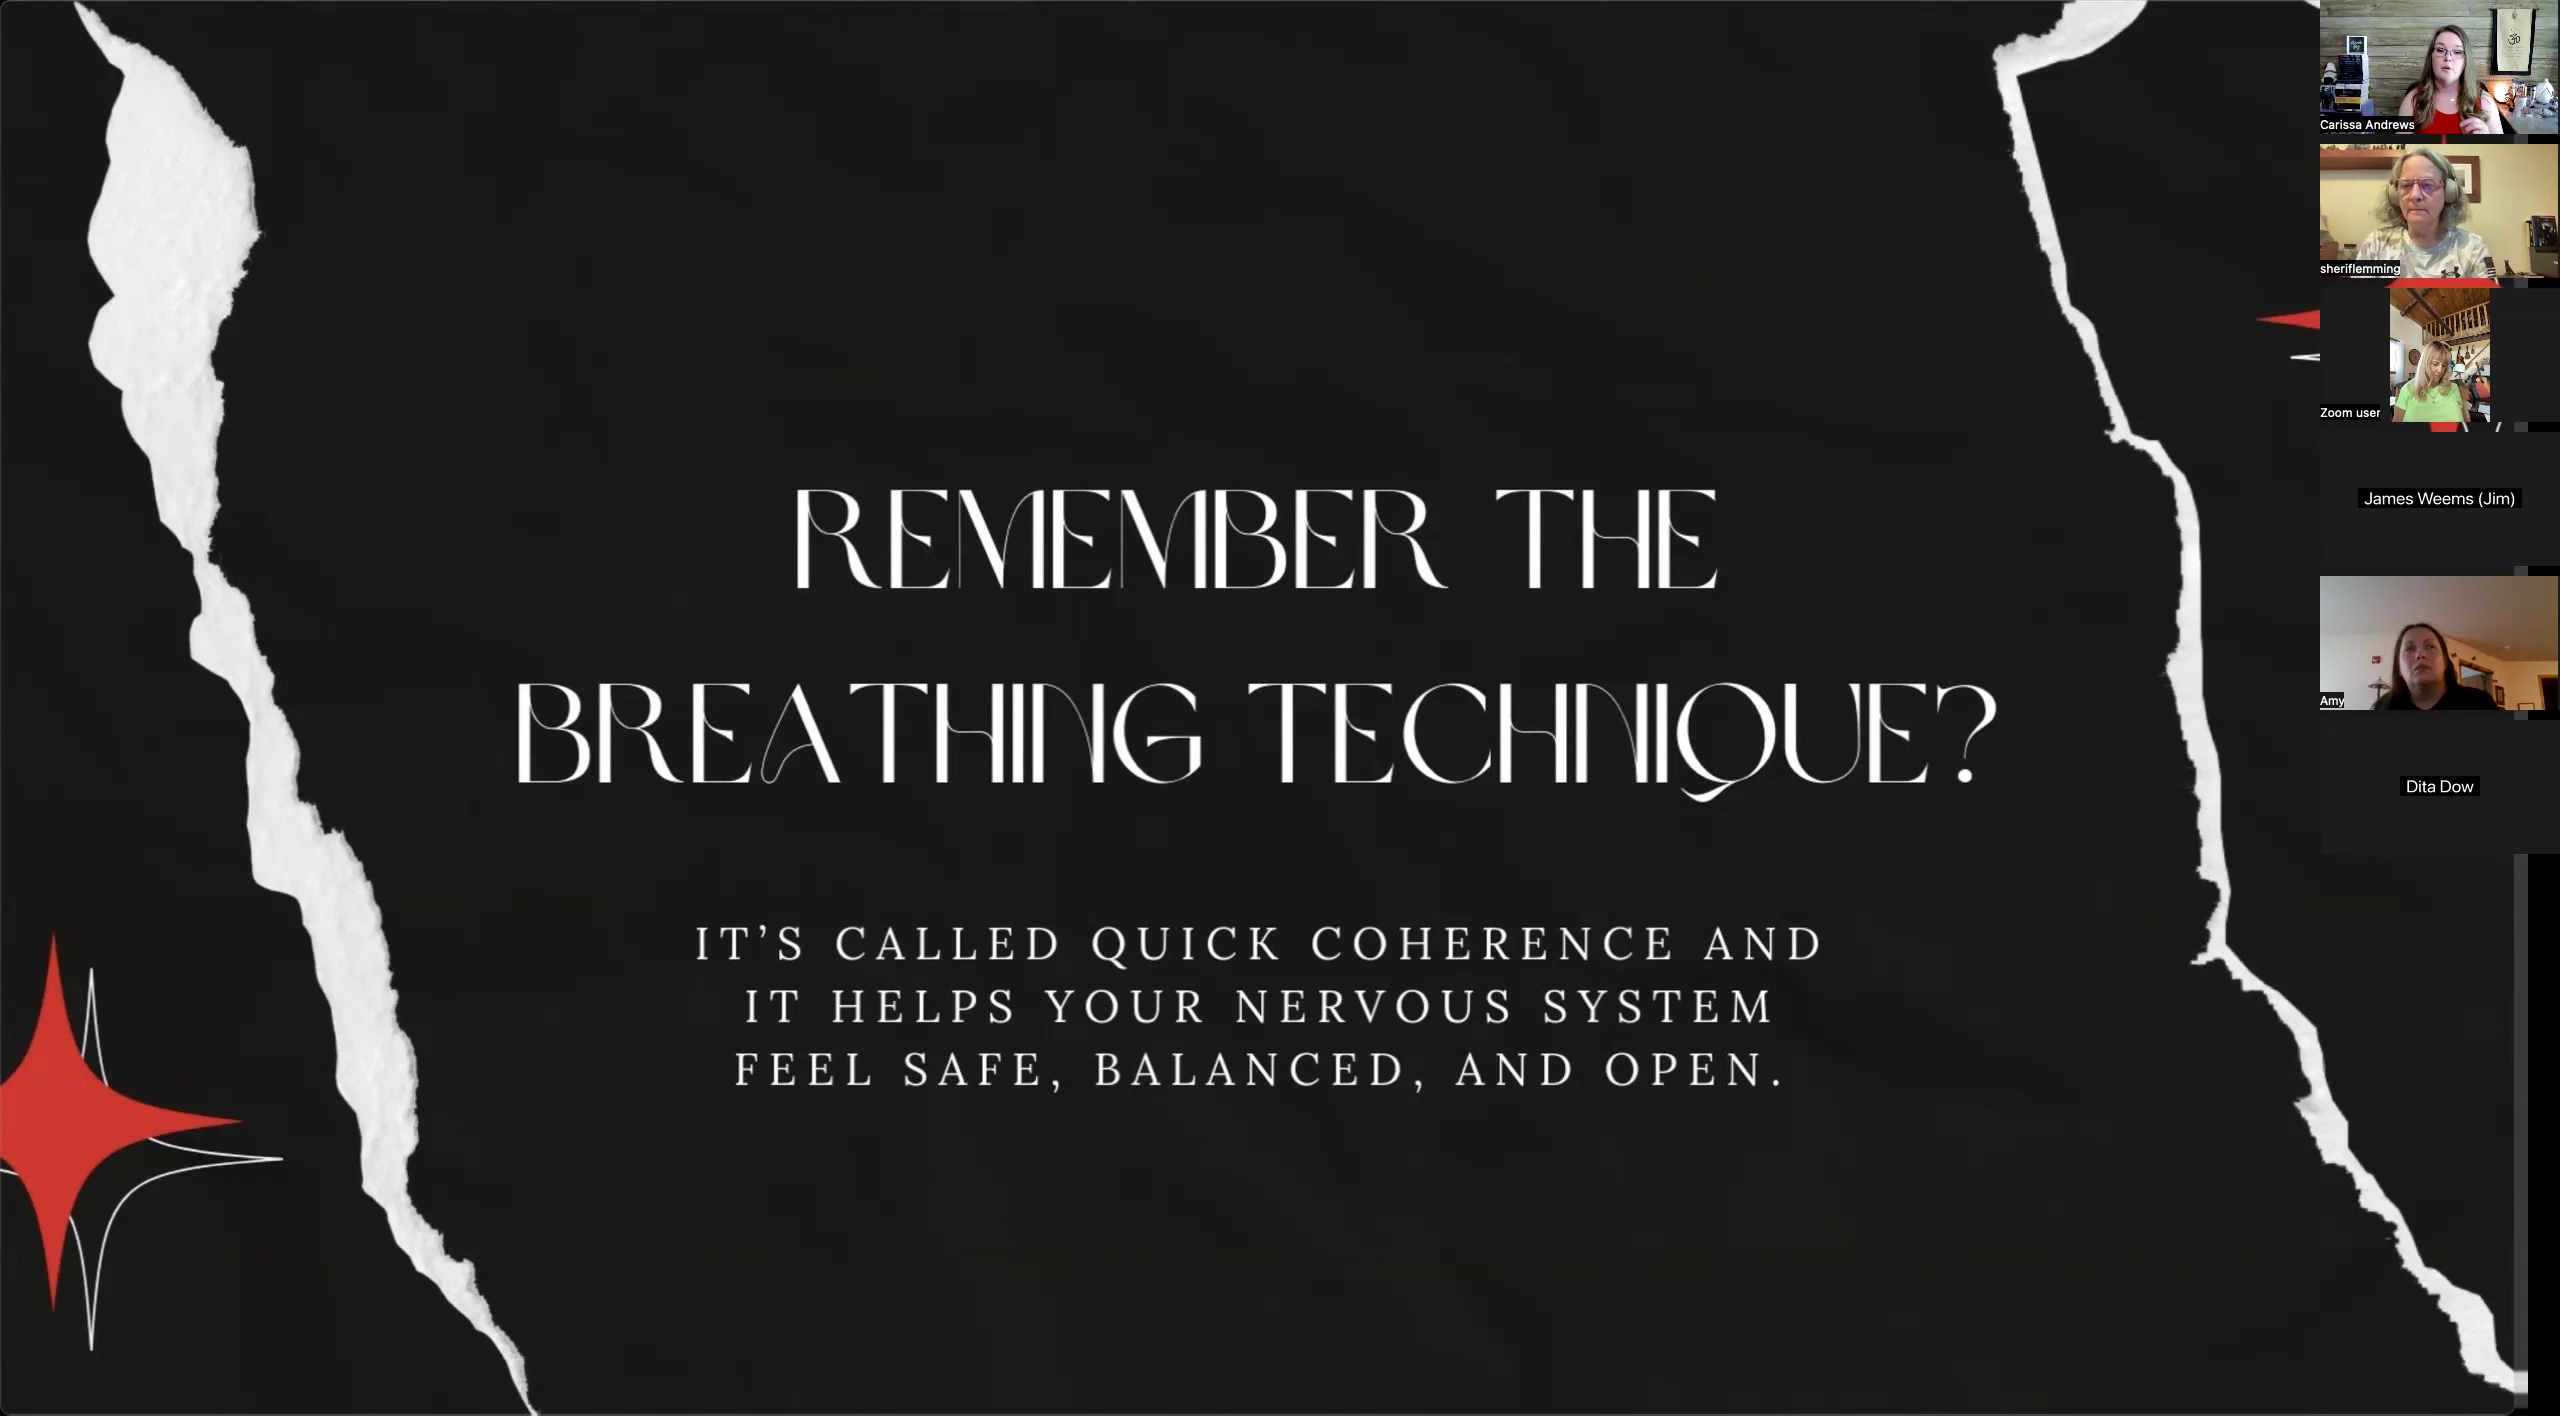 REMEMBER THE
BREATHING TECHNIQUE?
IT’S CALLED QUICK COHERENCE AND
IT HELPS YOUR NERVOUS SYSTEM
FEEL SAFE, BALANCED, AND OPEN.
Carissa Andrews
sheriflemming
Zoom user
James Weems (Jim)
Amy
Dita Dow